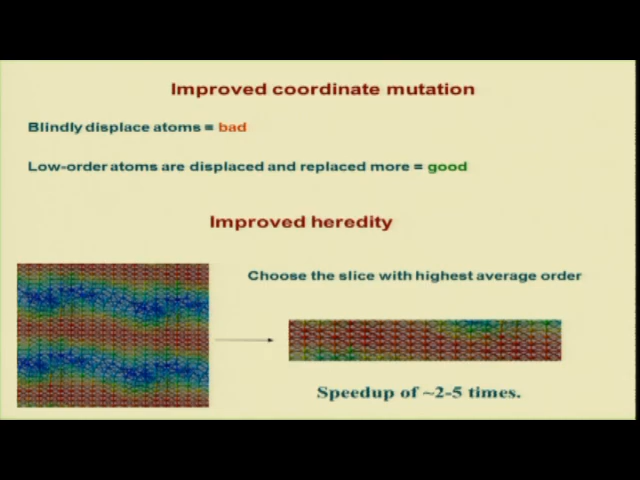 Improved coordinate mutation
Blindly displace atoms = bad
Low-order atoms are displaced and replaced more = good
Improved heredity
Choose the slice with highest average order
Speedup of ~2-5 times.